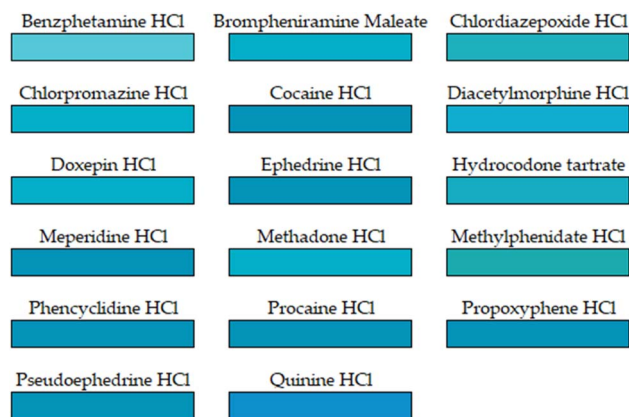 Benzphetamine HCl
Brompheniramine Maleate
Chlordiazepoxide HCl
Chlorpromazine HCl
Cocaine HCl
Diacetylmorphine HCl
Doxepin HCl
Ephedrine HCl
Hydrocodone tartrate
Meperidine HCl
Methadone HCl
Methylphenidate HCl
Phencyclidine HCl
Procaine HCl
Propoxyphene HCl
Pseudoephedrine HCl
Quinine HCl